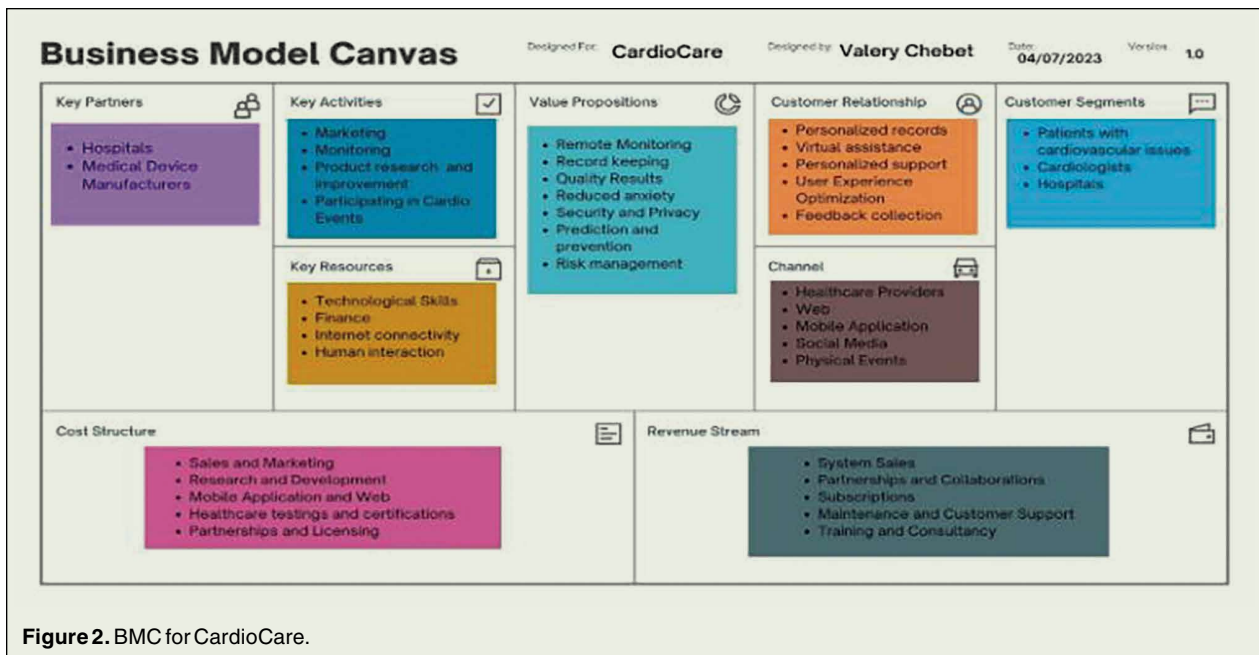 Business Model Canvas
Designed For: CardioCare
Designed by: Valery Chebet
Date: 04/07/2023
Version 1.0
Key Partners
• Hospitals
• Medical Device
Manufacturers
Key Activities
• Marketing
• Monitoring
• Product research and
improvement
• Participating in Cardio
Events
Key Resources
• Technological Skills
• Finance
• Internet connectivity
• Human interaction
Value Propositions
• Remote Monitoring
• Record keeping
• Quality Results
• Reduced anxiety
• Security and Privacy
• Prediction and
prevention
• Risk management
Customer Relationship
• Personalized records
• Virtual assistance
• Personalized support
• User Experience
Optimization
• Feedback collection
Channel
• Healthcare Providers
• Web
• Mobile Application
• Social Media
• Physical Events
Customer Segments
• Patients with
cardiovascular issues
• Cardiologists
• Hospitals
Cost Structure
• Sales and Marketing
• Research and Development
• Mobile Application and Web
• Healthcare testings and certifications
• Partnerships and Licensing
Revenue Stream
• System Sales
• Partnerships and Collaborations
• Subscriptions
• Maintenance and Customer Support
• Training and Consultancy
Figure 2. BMC for CardioCare.